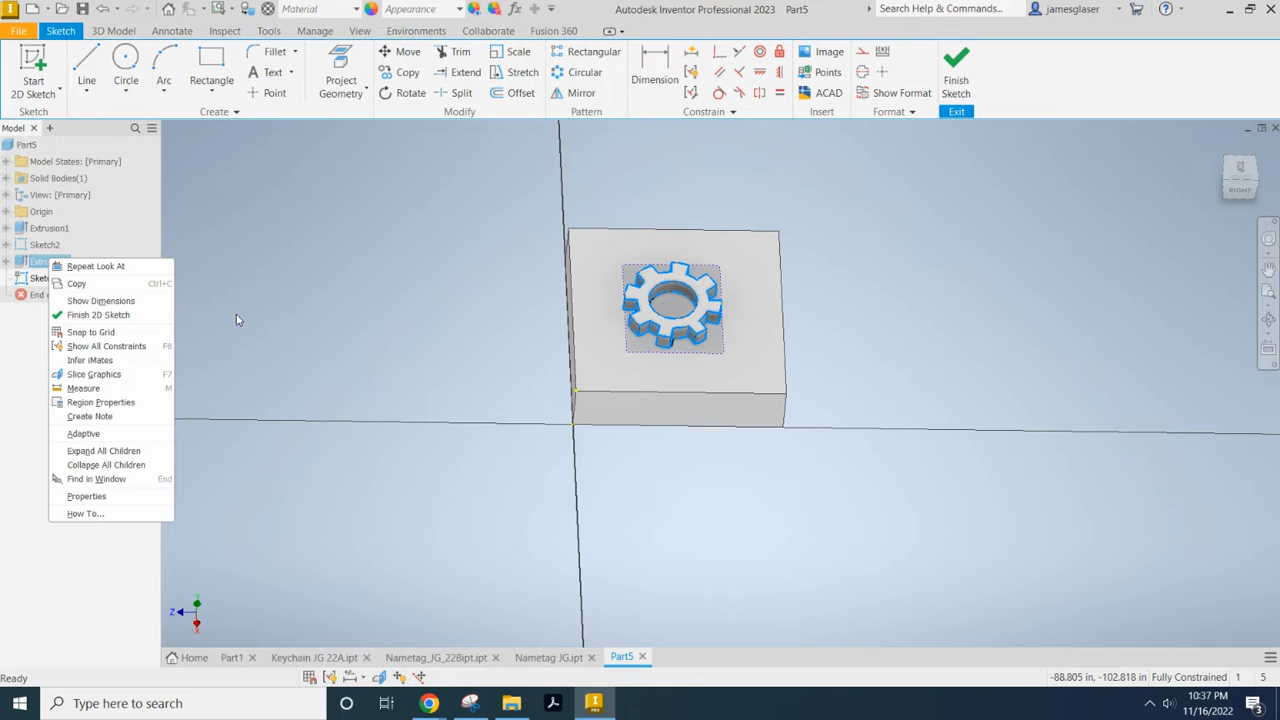 Material
Appearance
Autodesk Inventor Professional 2023 Part5
Search Help & Commands...
jamesglaser
File
Sketch
3D Model
Annotate
Inspect
Tools
Manage
View
Environments
Collaborate
Fusion 360
Start
2D Sketch
Line
Circle
Arc
Rectangle
Fillet
Text
Point
Project
Geometry
Move
Copy
Rotate
Trim
Extend
Split
Scale
Stretch
Offset
Rectangular
Circular
Mirror
Dimension
Image
Points
ACAD
Show Format
Finish
Sketch
Sketch
Create
Modify
Pattern
Constrain
Insert
Format
Exit
Model
Part5
Model States: [Primary]
Solid Bodies(1)
View: [Primary]
Origin
Extrusion1
Sketch2
Repeat Look At
Copy Ctrl+C
Show Dimensions
Finish 2D Sketch
Snap to Grid
Show All Constraints F8
Infer iMates
Slice Graphics F7
Measure M
Region Properties
Create Note
Adaptive
Expand All Children
Collapse All Children
Find in Window End
Properties
How To...
RIGHT
Z
Y
X
Home
Part1
Keychain JG 22A.ipt
Nametag_JG_22Bipt.ipt
Nametag JG.ipt
Part5
Ready
-88.805 in, -102.818 in
Fully Constrained
1
5
Type here to search
10:37 PM
11/16/2022
3